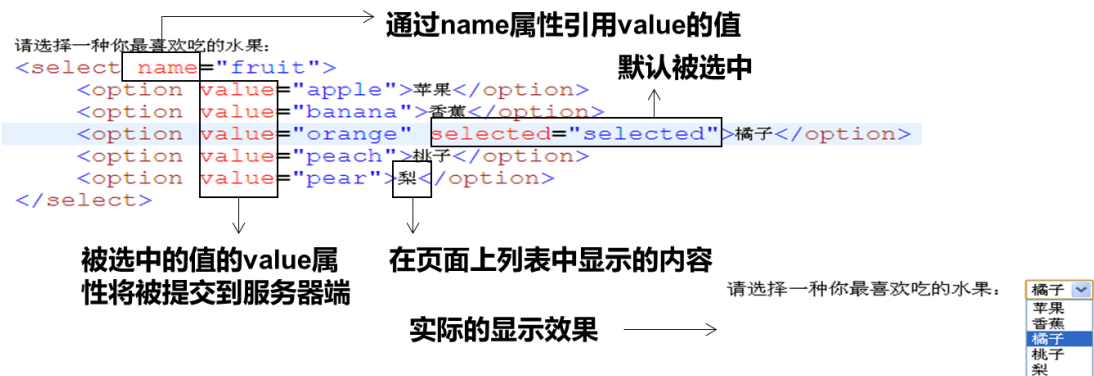 通过name属性引用value的值
请选择一种你最喜欢吃的水果:
<select name="fruit">
默认被选中
<option value="apple">苹果</option>
<option value="banana">香蕉</option>
<option value="orange" selected="selected">橘子</option>
<option value="peach">桃子</option>
<option value="pear">梨</option>
</select>
被选中的值的value属
性将被提交到服务器端
在页面上列表中显示的内容
请选择一种你最喜欢吃的水果:
橘子
苹果
香蕉
橘子
桃子
梨
实际的显示效果